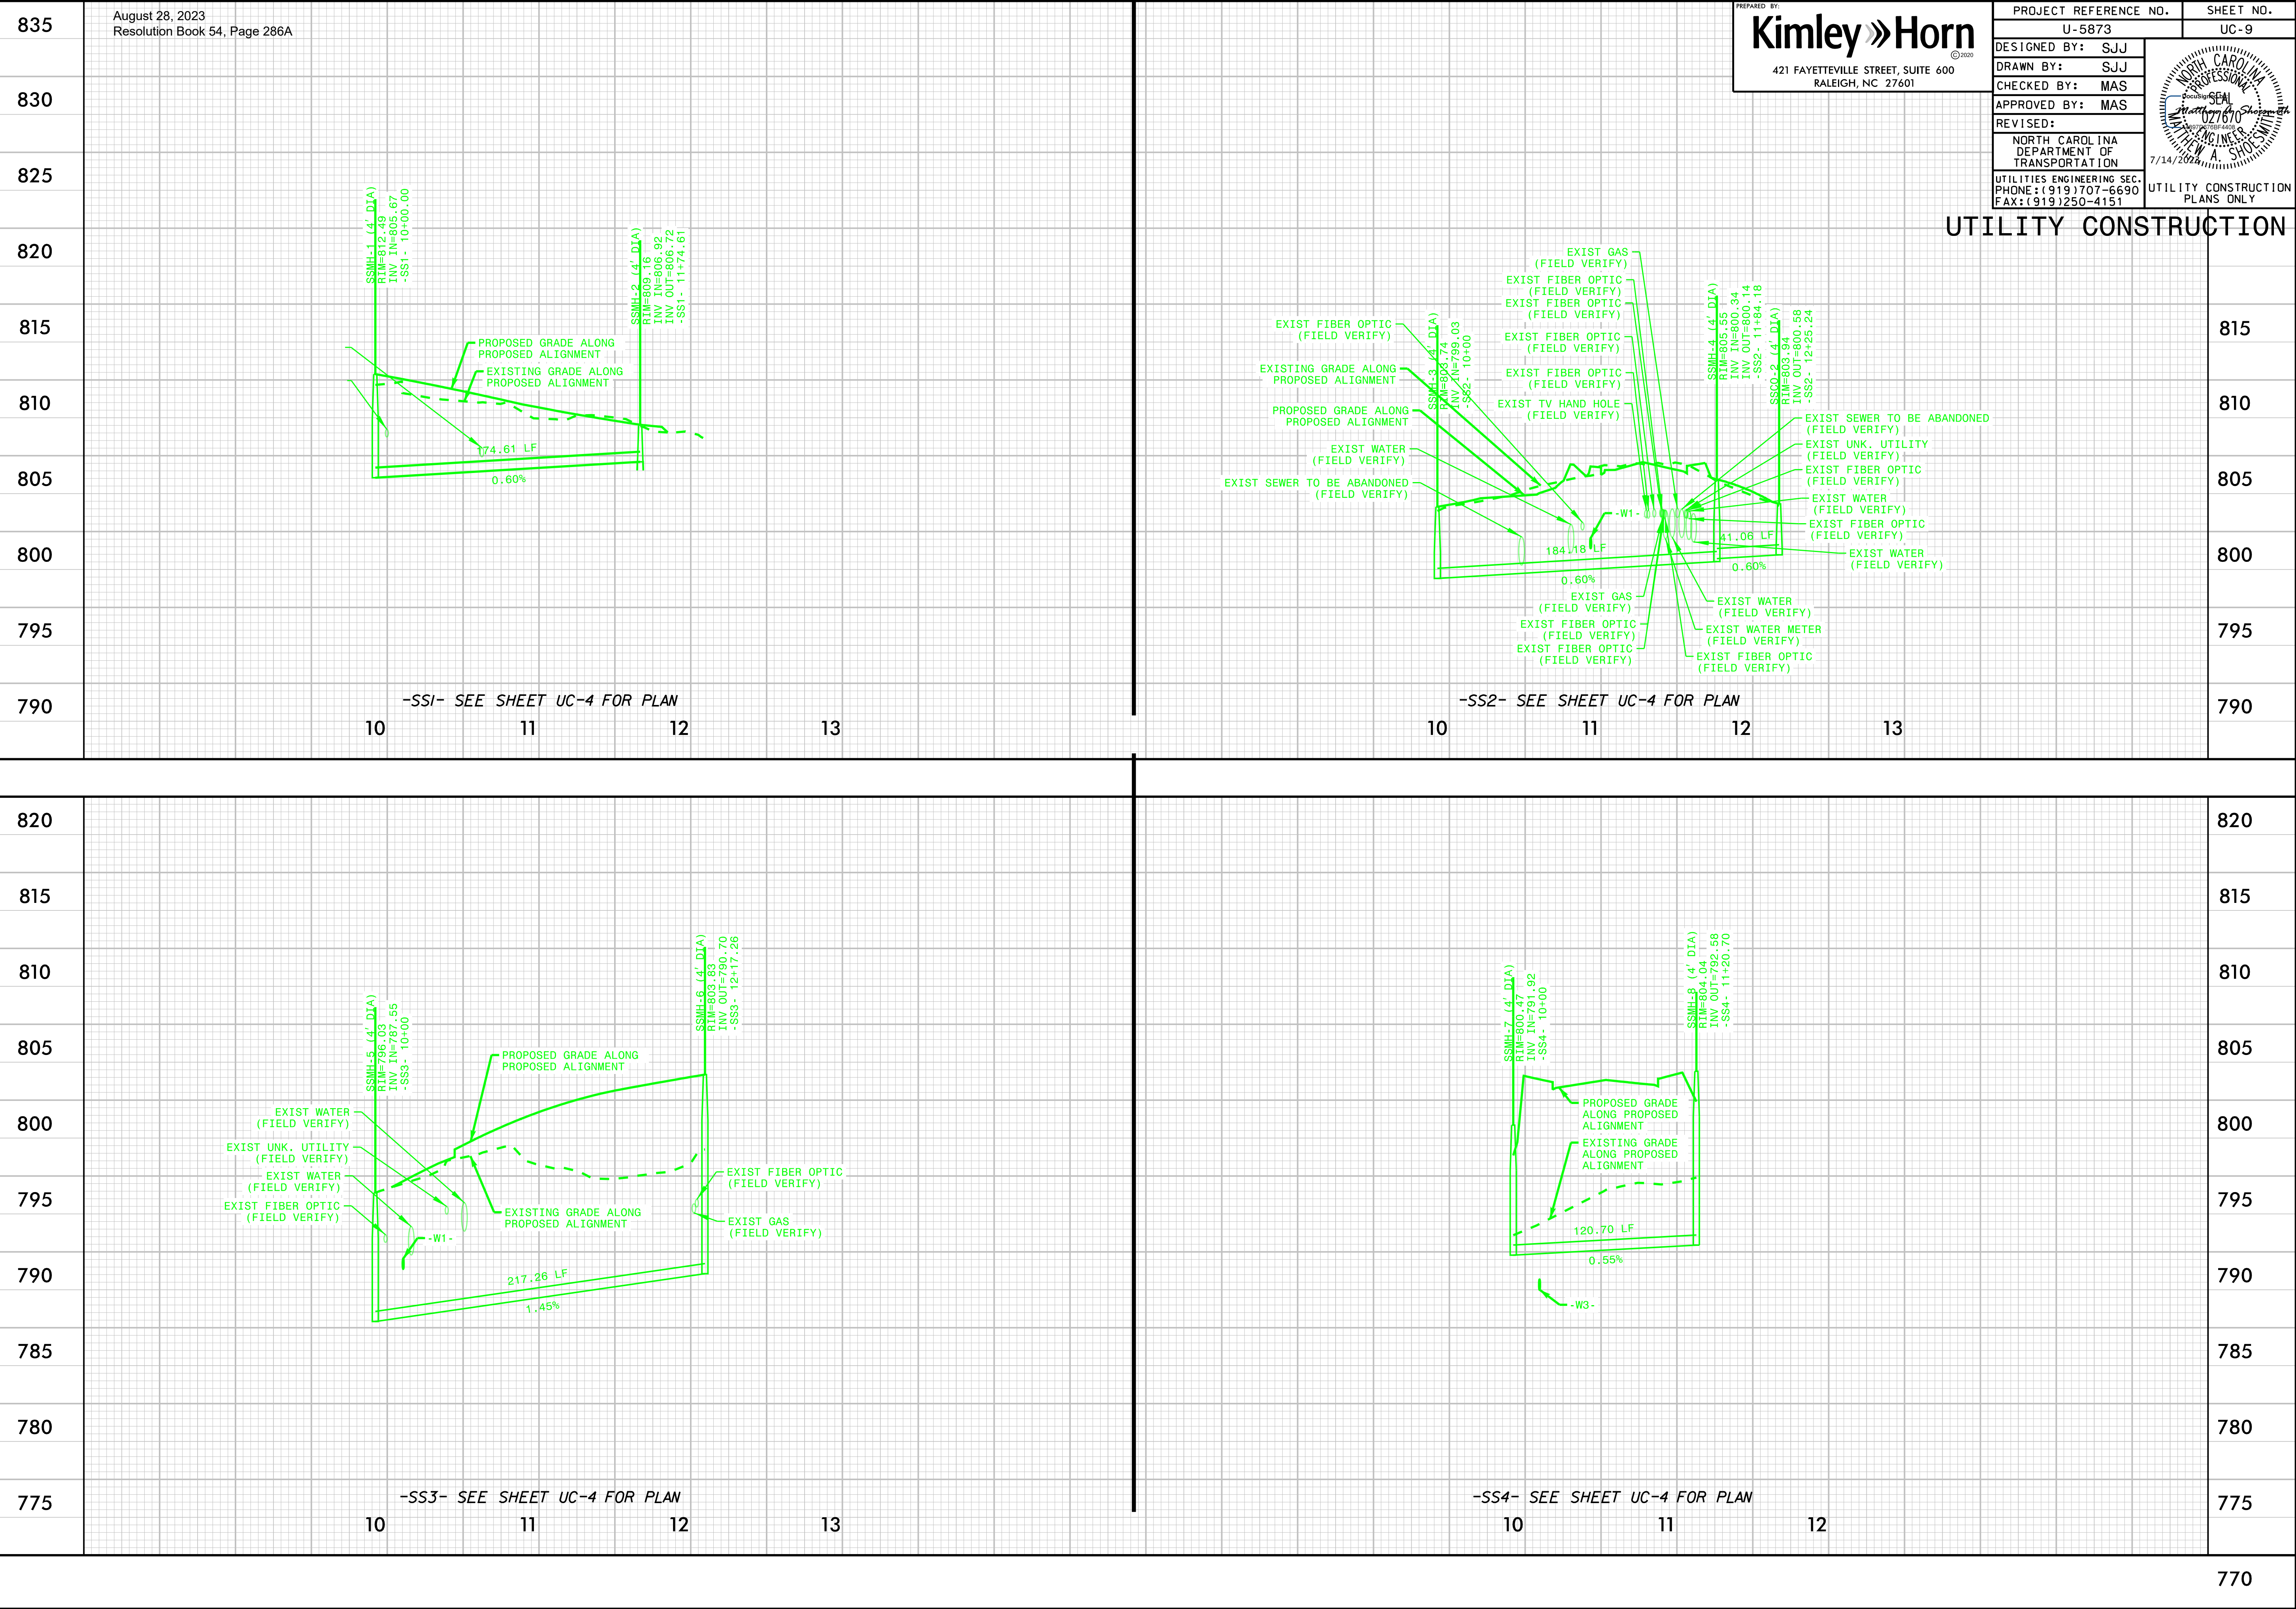 August 28, 2023
Resolution Book 54, Page 286A
PREPARED BY:
Kimley»Horn
©2020
421 FAYETTEVILLE STREET, SUITE 600
RALEIGH, NC 27601
PROJECT REFERENCE NO.
SHEET NO.
U-5873
UC-9
DESIGNED BY: SJJ
DRAWN BY: SJJ
CHECKED BY: MAS
APPROVED BY: MAS
REVISED:
NORTH CAROLINA
DEPARTMENT OF
TRANSPORTATION
UTILITIES ENGINEERING SEC.
PHONE:(919)707-6690
FAX:(919)250-4151
NORTH CAROLINA
PROFESSIONAL
SEAL
027670
ENGINEER
MATTHEW A. SHOESMITH
UTILITY CONSTRUCTION
PLANS ONLY
UTILITY CONSTRUCTION
835
830
825
820
815
810
805
800
795
790
SSMH-1 (4' DIA)
RIM=812.49
INV IN=805.67
-SS1- 10+00.00
SSMH-2 (4' DIA)
RIM=809.16
INV IN=806.92
INV OUT=806.72
-SS1- 11+74.61
PROPOSED GRADE ALONG
PROPOSED ALIGNMENT
EXISTING GRADE ALONG
PROPOSED ALIGNMENT
174.61 LF
0.60%
-SS1- SEE SHEET UC-4 FOR PLAN
10 11 12 13
EXIST FIBER OPTIC
(FIELD VERIFY)
EXISTING GRADE ALONG
PROPOSED ALIGNMENT
PROPOSED GRADE ALONG
PROPOSED ALIGNMENT
EXIST WATER
(FIELD VERIFY)
EXIST SEWER TO BE ABANDONED
(FIELD VERIFY)
SSMH-3 (4' DIA)
RIM=803.74
INV IN=799.03
-SS2- 10+00
EXIST GAS
(FIELD VERIFY)
EXIST FIBER OPTIC
(FIELD VERIFY)
EXIST FIBER OPTIC
(FIELD VERIFY)
EXIST FIBER OPTIC
(FIELD VERIFY)
EXIST FIBER OPTIC
(FIELD VERIFY)
EXIST TV HAND HOLE
(FIELD VERIFY)
SSMH-4 (4' DIA)
RIM=805.55
INV IN=800.34
INV OUT=800.14
-SS2- 11+84.18
SSCO-2 (4' DIA)
RIM=803.94
INV OUT=800.58
-SS2- 12+25.24
EXIST SEWER TO BE ABANDONED
(FIELD VERIFY)
EXIST UNK. UTILITY
(FIELD VERIFY)
EXIST FIBER OPTIC
(FIELD VERIFY)
EXIST WATER
(FIELD VERIFY)
EXIST FIBER OPTIC
(FIELD VERIFY)
EXIST WATER
(FIELD VERIFY)
-W1-
184.18 LF
0.60%
41.06 LF
0.60%
EXIST GAS
(FIELD VERIFY)
EXIST FIBER OPTIC
(FIELD VERIFY)
EXIST FIBER OPTIC
(FIELD VERIFY)
EXIST WATER
(FIELD VERIFY)
EXIST WATER METER
(FIELD VERIFY)
EXIST FIBER OPTIC
(FIELD VERIFY)
-SS2- SEE SHEET UC-4 FOR PLAN
10 11 12 13
815
810
805
800
795
790
820
815
810
805
800
795
790
785
780
775
SSMH-5 (4' DIA)
RIM=796.03
INV IN=787.55
-SS3- 10+00
SSMH-6 (4' DIA)
RIM=803.83
INV OUT=790.70
-SS3- 12+17.26
PROPOSED GRADE ALONG
PROPOSED ALIGNMENT
EXIST WATER
(FIELD VERIFY)
EXIST UNK. UTILITY
(FIELD VERIFY)
EXIST WATER
(FIELD VERIFY)
EXIST FIBER OPTIC
(FIELD VERIFY)
-W1-
EXISTING GRADE ALONG
PROPOSED ALIGNMENT
EXIST FIBER OPTIC
(FIELD VERIFY)
EXIST GAS
(FIELD VERIFY)
217.26 LF
1.45%
-SS3- SEE SHEET UC-4 FOR PLAN
10 11 12 13
SSMH-7 (4' DIA)
RIM=800.47
INV IN=791.92
-SS4- 10+00
SSMH-8 (4' DIA)
RIM=804.04
INV OUT=792.58
-SS4- 11+20.70
PROPOSED GRADE
ALONG PROPOSED
ALIGNMENT
EXISTING GRADE
ALONG PROPOSED
ALIGNMENT
120.70 LF
0.55%
-W3-
-SS4- SEE SHEET UC-4 FOR PLAN
10 11 12
820
815
810
805
800
795
790
785
780
775
770